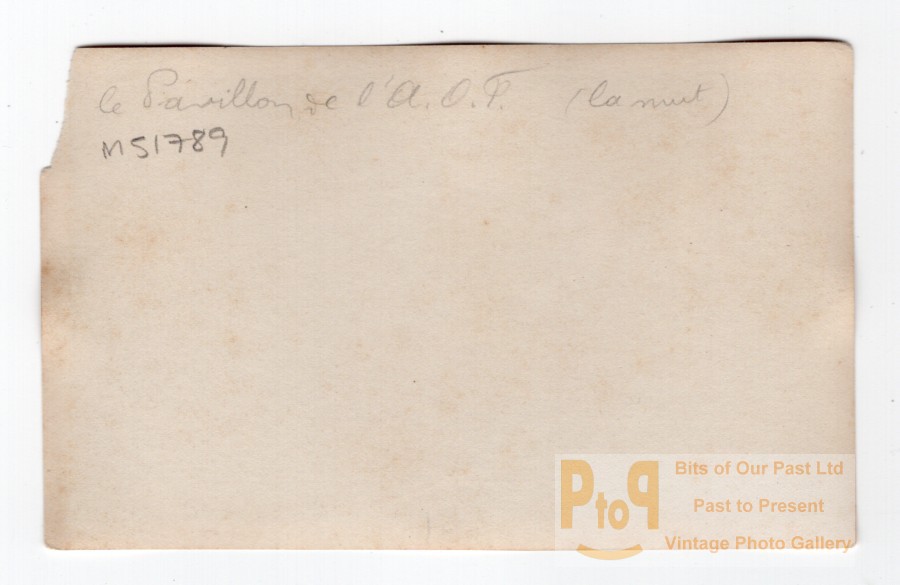 le Pavillon de l'A.O.F. (la nuit)
M51789
PtoP
Bits of Our Past Ltd
Past to Present
Vintage Photo Gallery